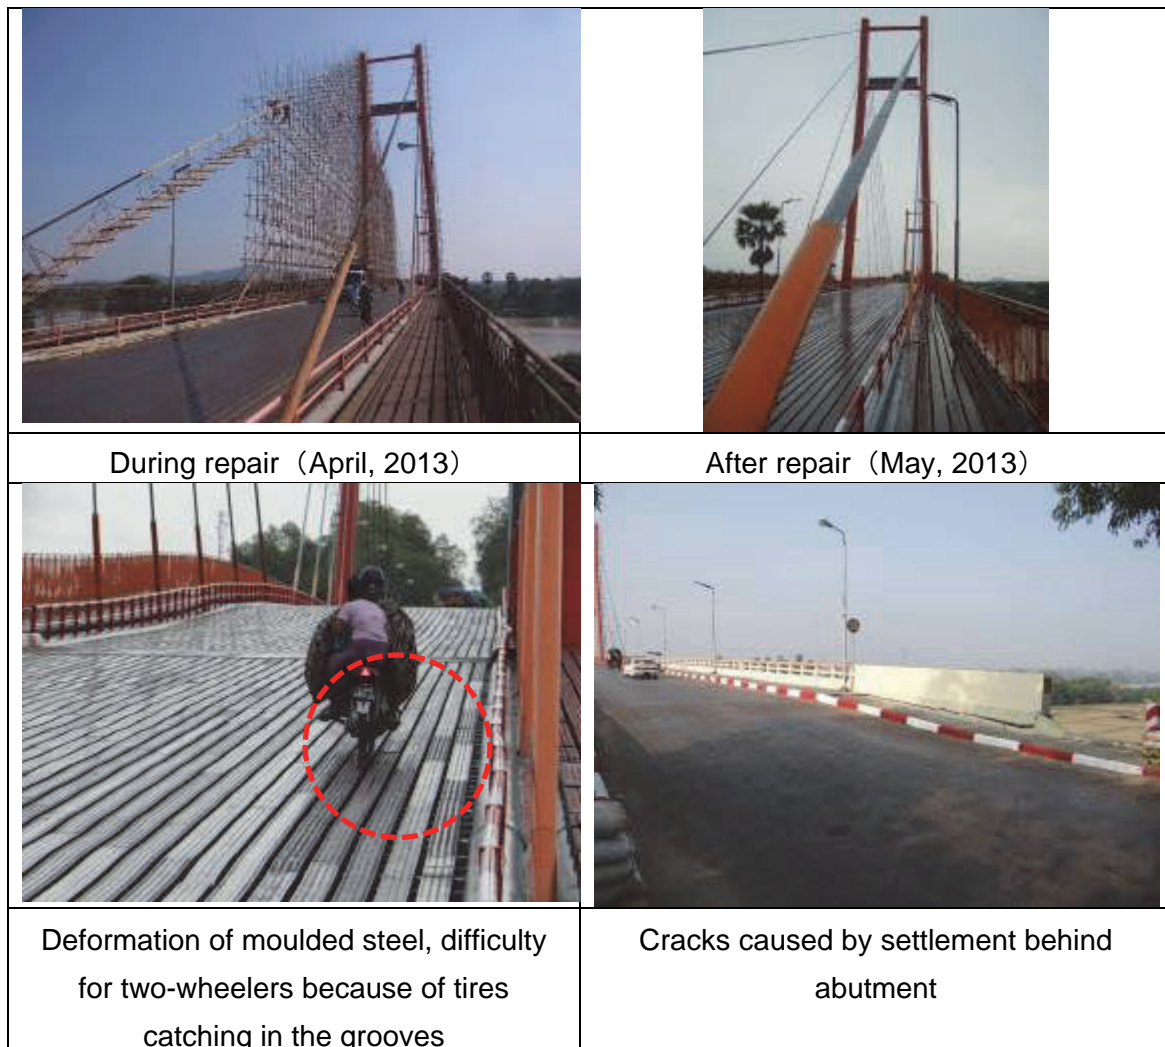 During repair（April, 2013）
After repair（May, 2013）
Deformation of moulded steel, difficulty
for two-wheelers because of tires
catching in the grooves
Cracks caused by settlement behind
abutment